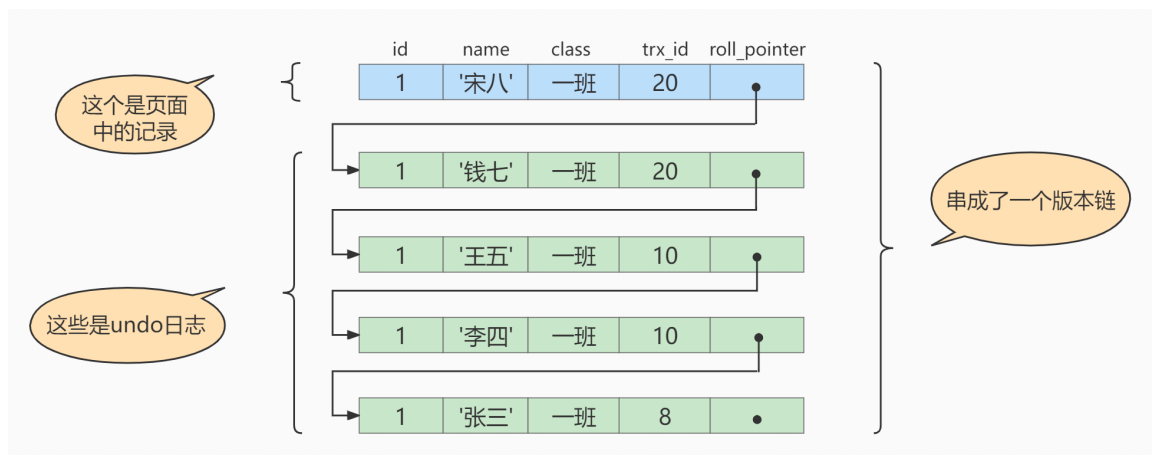 id name class trx_id roll_pointer
1 '宋八' 一班 20
这个是页面
中的记录
1 '钱七' 一班 20
串成了一个版本链
1 '王五' 一班 10
这些是undo日志
1 '李四' 一班 10
1 '张三' 一班 8